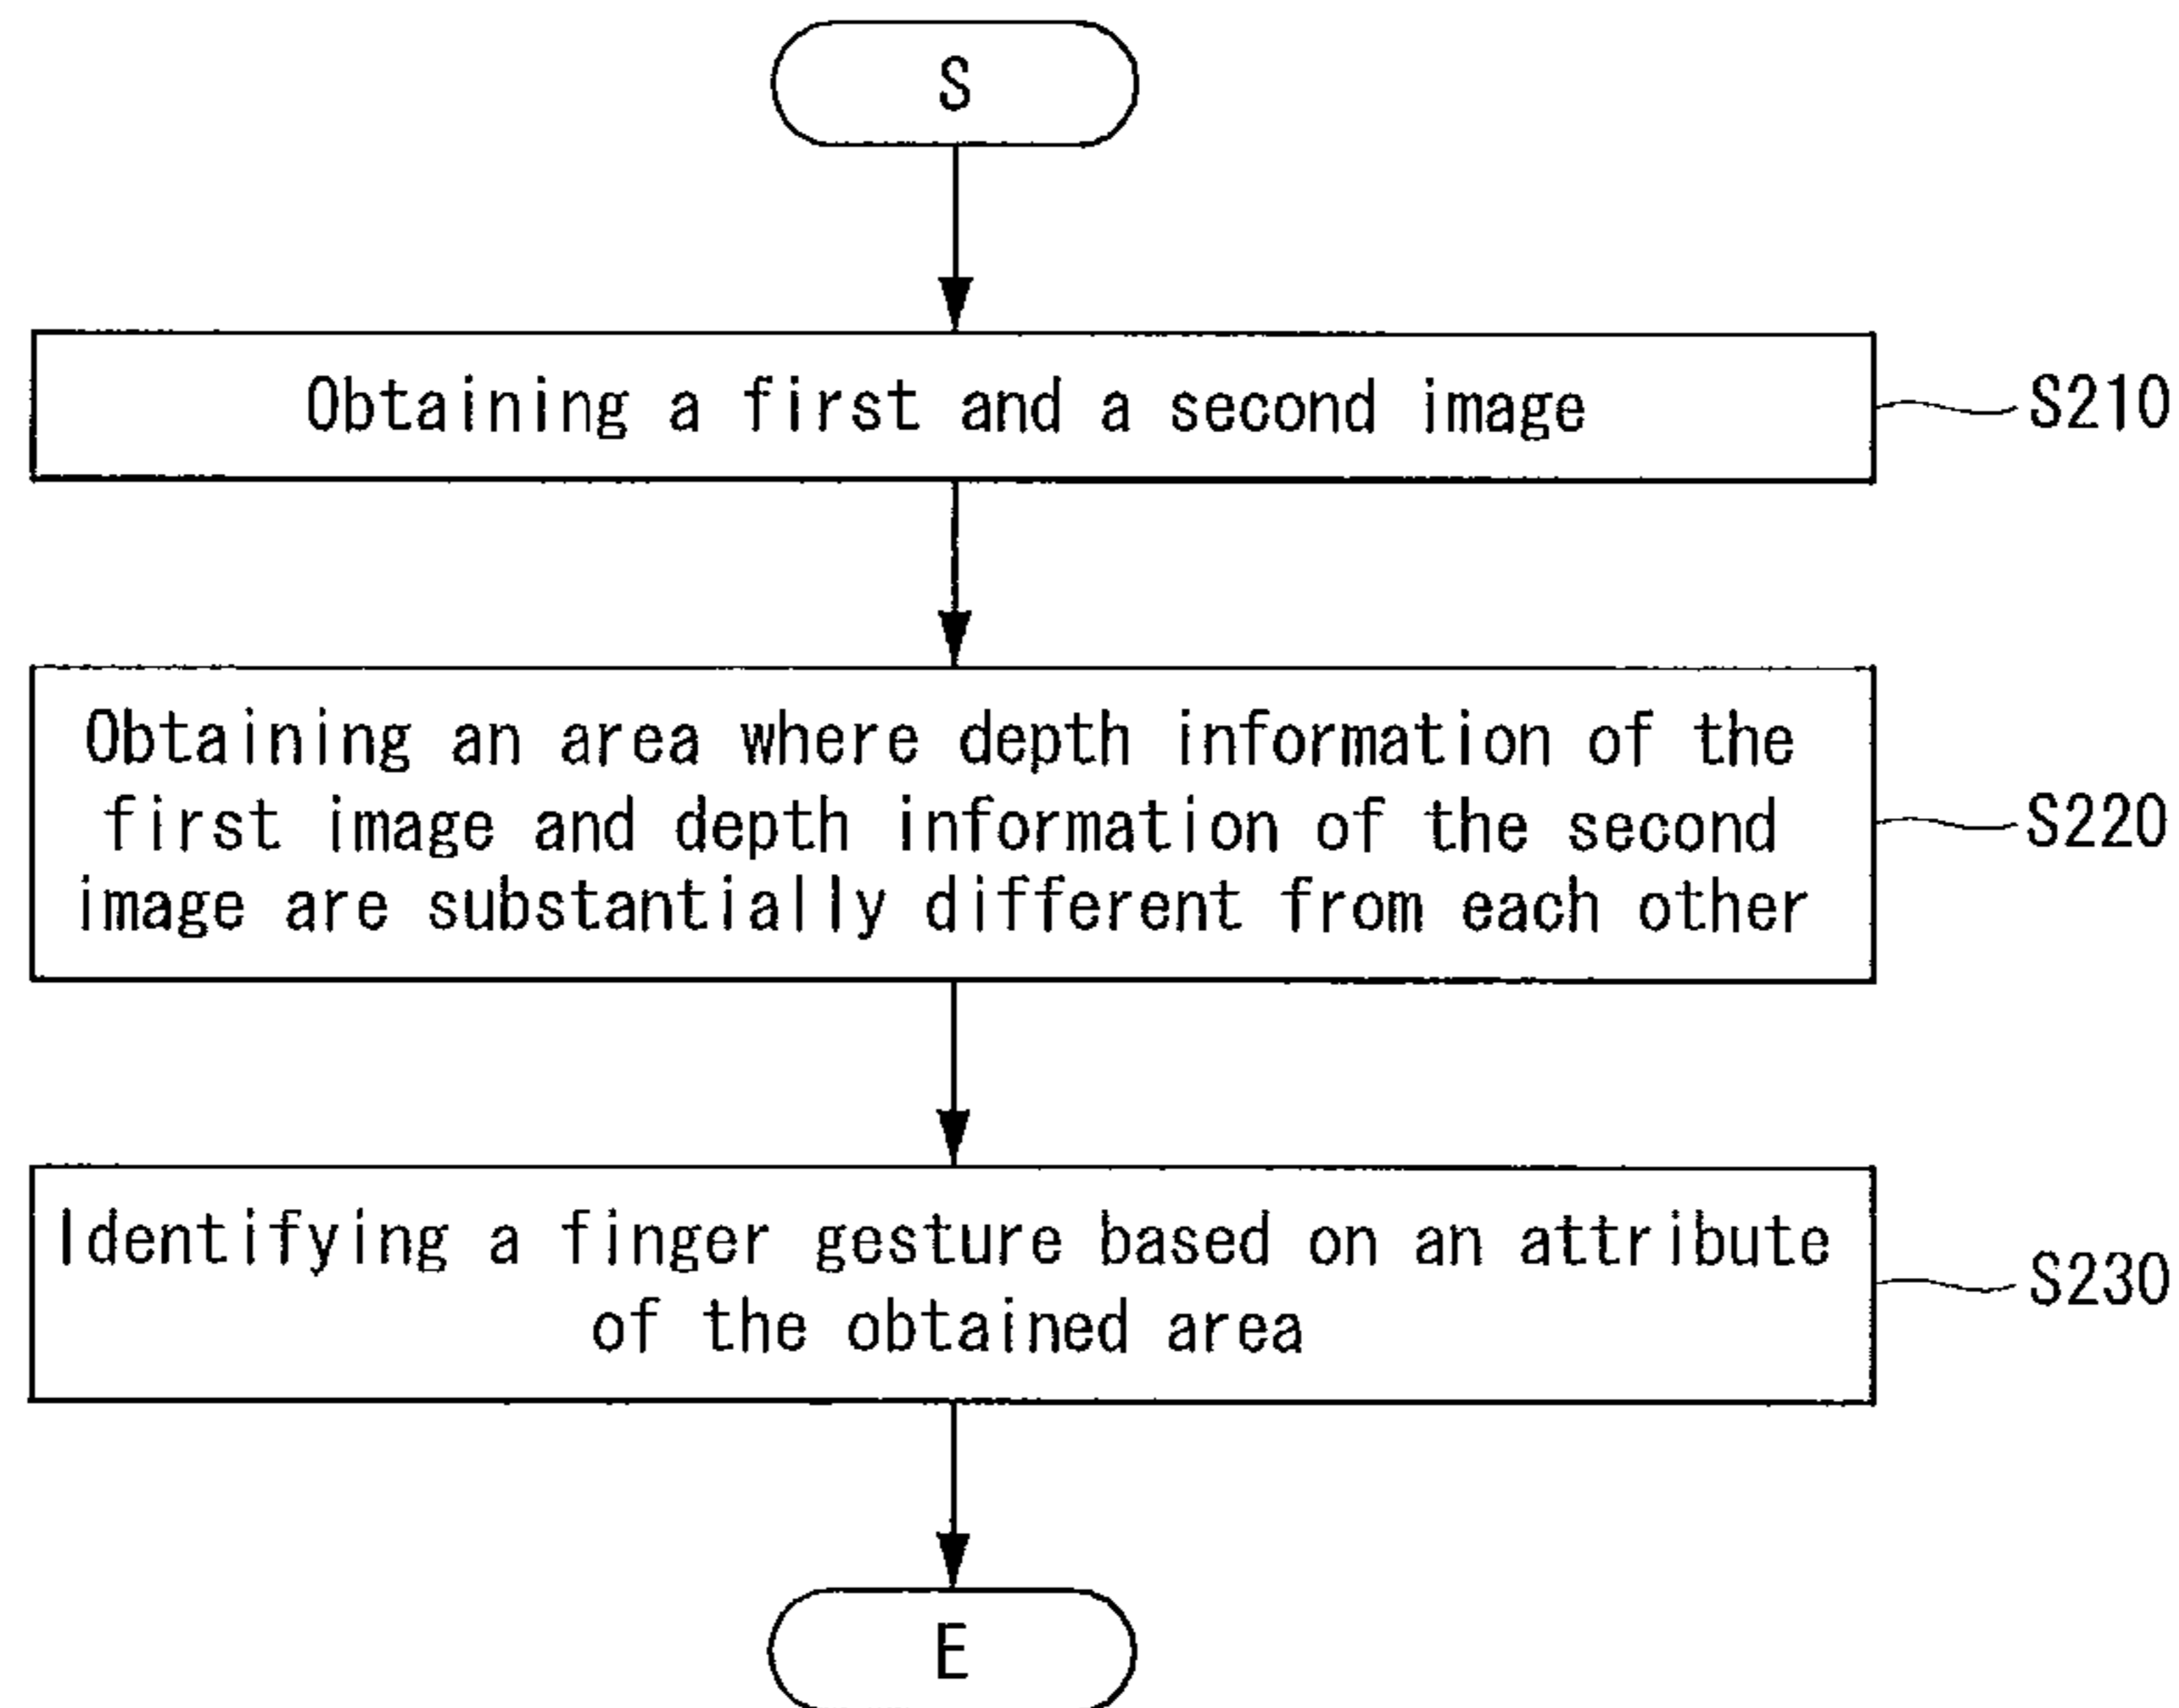 S
Obtaining a first and a second image
S210
Obtaining an area where depth information of the
first image and depth information of the second
image are substantially different from each other
S220
Identifying a finger gesture based on an attribute
of the obtained area
S230
E